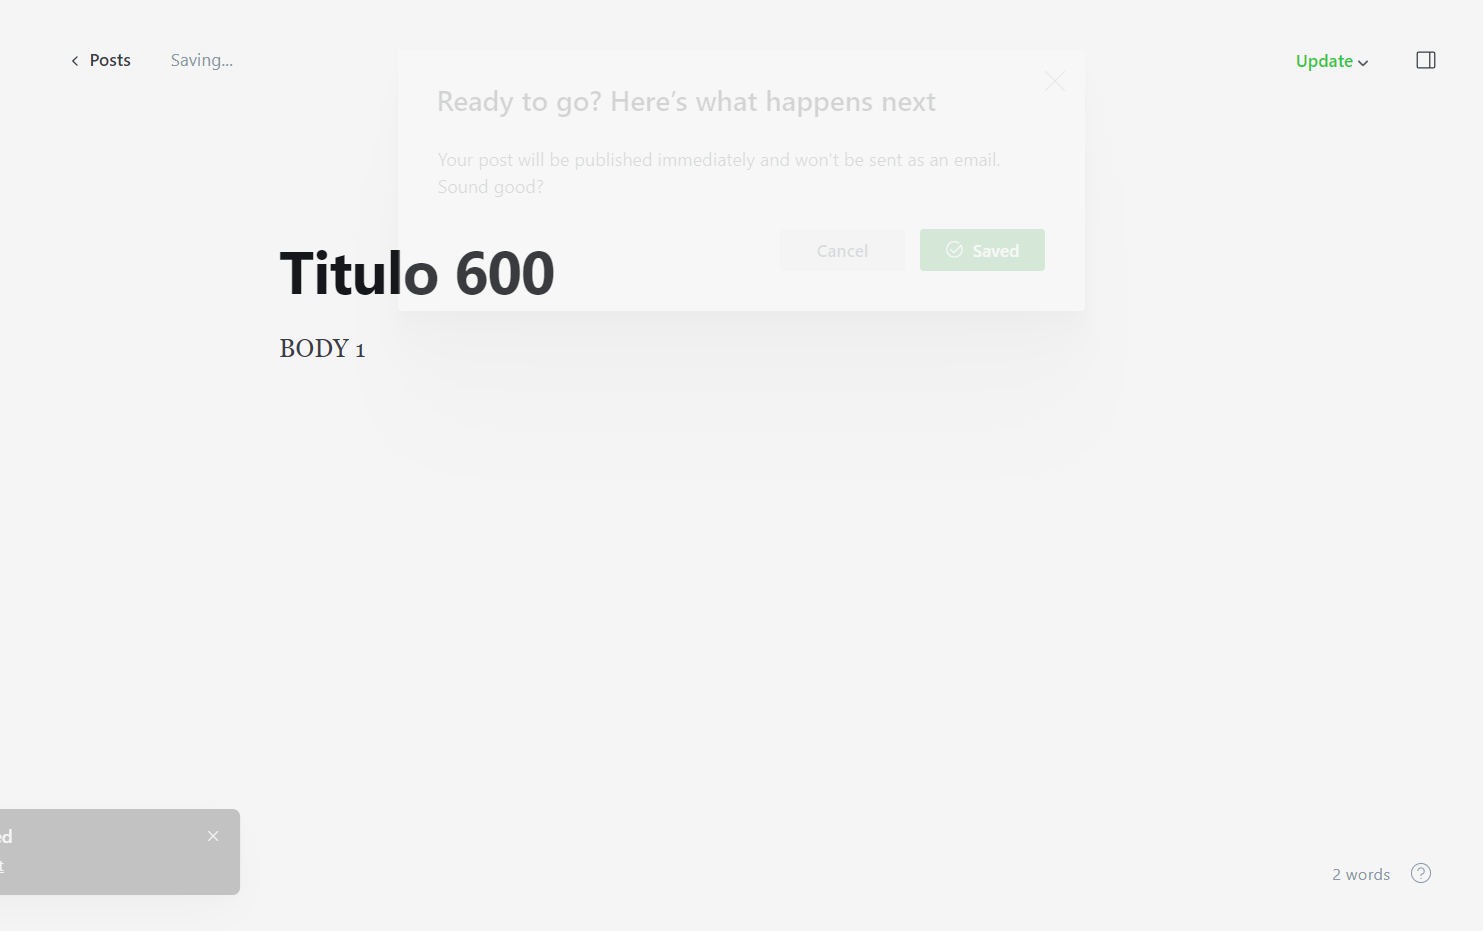 Posts
Saving...
Update
Ready to go? Here's what happens next
Your post will be published immediately and won't be sent as an email.
Sound good?
Cancel
Saved
Titulo 600
BODY 1
ed
t
2 words
?